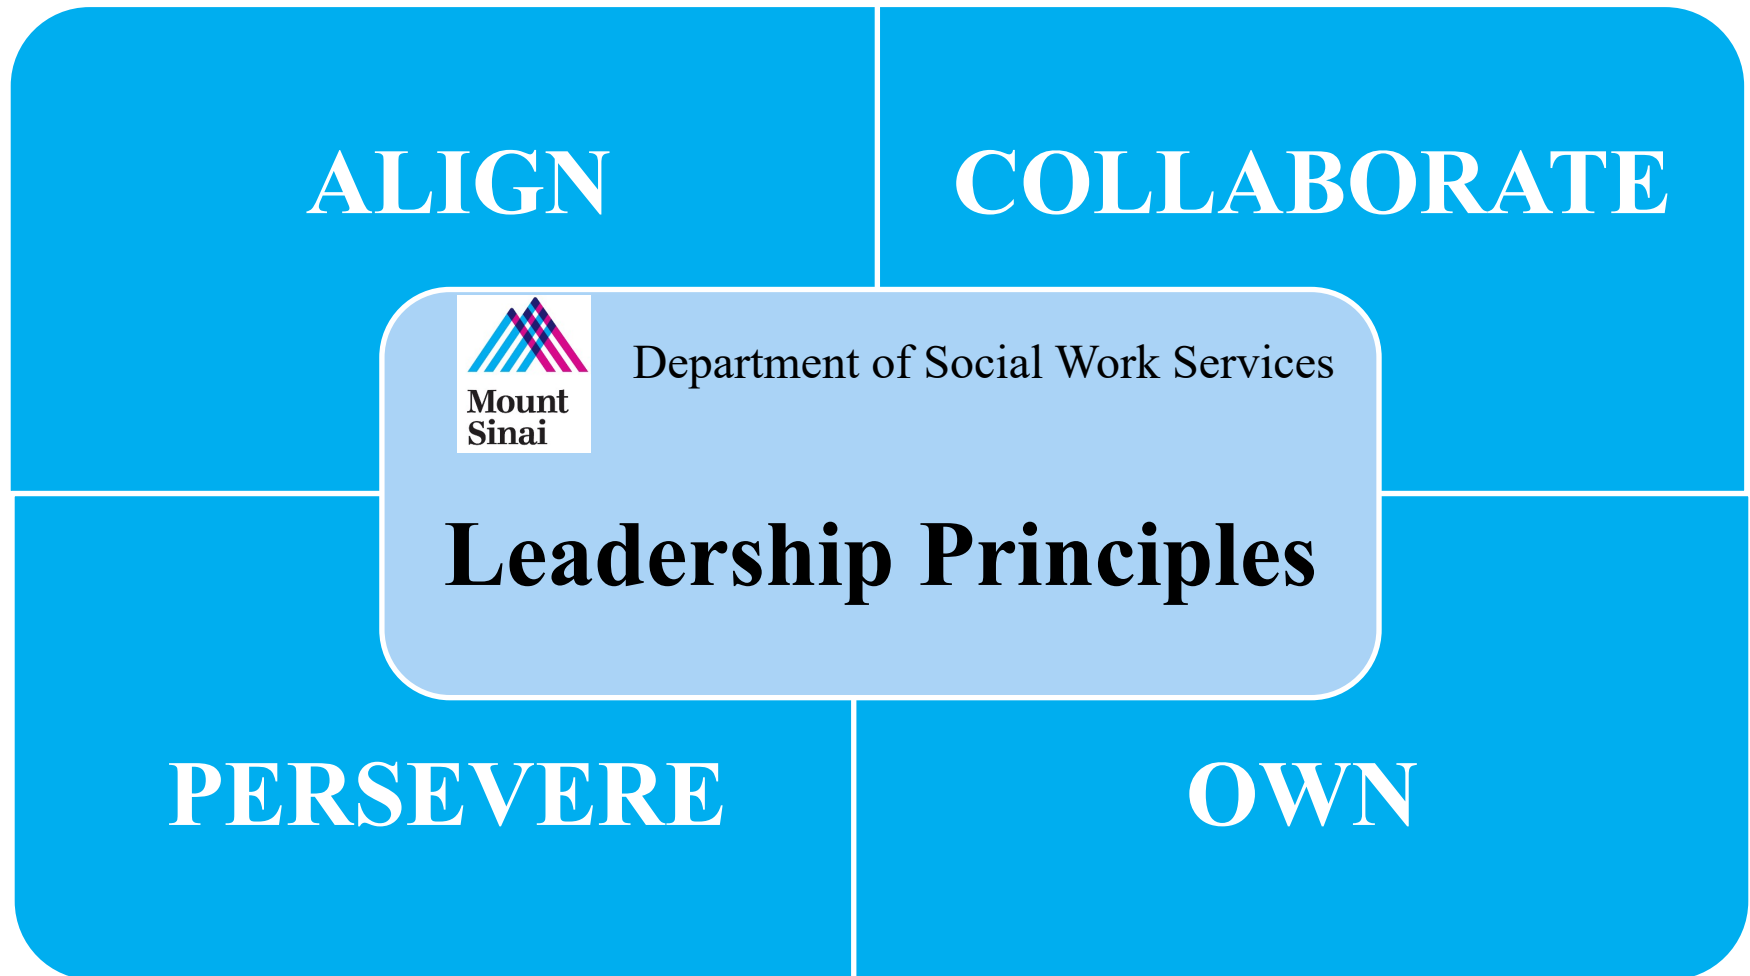 ALIGN
COLLABORATE
Mount
Sinai
Department of Social Work Services
Leadership Principles
PERSEVERE
OWN